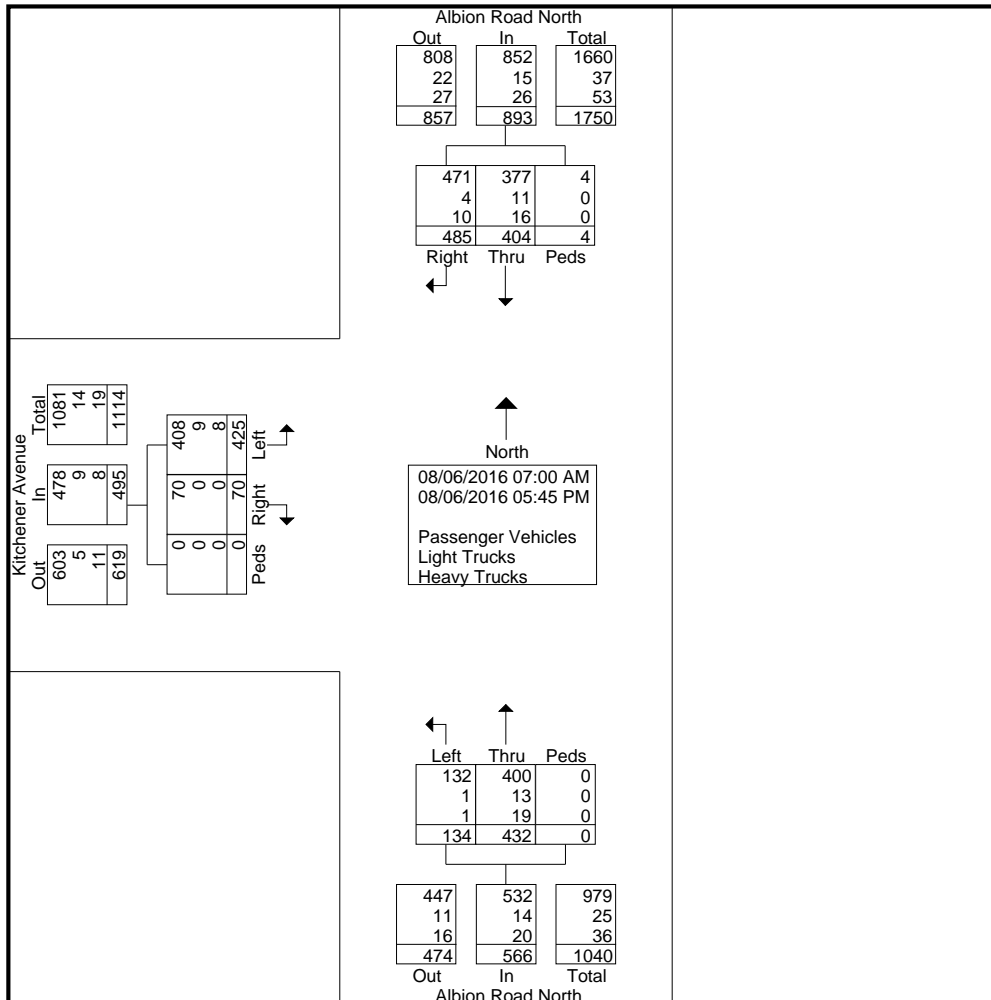 Albion Road North
Out In Total
808 852 1660
22 15 37
27 26 53
857 893 1750
471 377 4
4 11 0
10 16 0
485 404 4
Right Thru Peds
Kitchener Avenue
Out In Total
603 478 1081
5 9 14
11 8 19
619 495 1114
0 70 408
0 0 9
0 0 8
0 70 425
Peds Right Left
North
08/06/2016 07:00 AM
08/06/2016 05:45 PM
Passenger Vehicles
Light Trucks
Heavy Trucks
Left Thru Peds
132 400 0
1 13 0
1 19 0
134 432 0
447 532 979
11 14 25
16 20 36
474 566 1040
Out In Total
Albion Road North